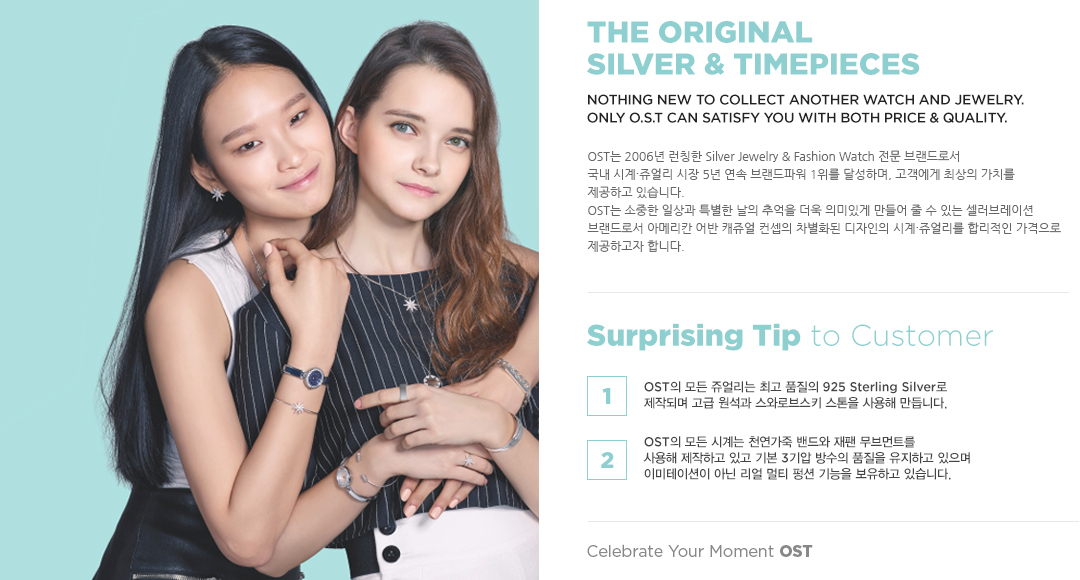 THE ORIGINAL
SILVER & TIMEPIECES
NOTHING NEW TO COLLECT ANOTHER WATCH AND JEWELRY.
ONLY O.S.T CAN SATISFY YOU WITH BOTH PRICE & QUALITY.
OST는 2006년 런칭한 Silver Jewelry & Fashion Watch 전문 브랜드로서
국내 시계·쥬얼리 시장 5년 연속 브랜드파워 1위를 달성하며, 고객에게 최상의 가치를
제공하고 있습니다.
OST는 소중한 일상과 특별한 날의 추억을 더욱 의미있게 만들어 줄 수 있는 셀러브레이션
브랜드로서 아메리칸 어반 캐쥬얼 컨셉의 차별화된 디자인의 시계·쥬얼리를 합리적인 가격으로
제공하고자 합니다.
Surprising Tip to Customer
1
OST의 모든 쥬얼리는 최고 품질의 925 Sterling Silver로
제작되며 고급 원석과 스와로브스키 스톤을 사용해 만듭니다.
2
OST의 모든 시계는 천연가죽 밴드와 재팬 무브먼트를
사용해 제작하고 있고 기본 3기압 방수의 품질을 유지하고 있으며
이미테이션이 아닌 리얼 멀티 펑션 기능을 보유하고 있습니다.
Celebrate Your Moment OST